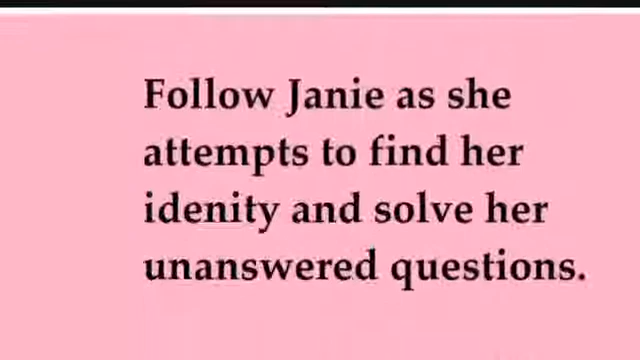 Follow Janie as she
attempts to find her
idenity and solve her
unanswered questions.